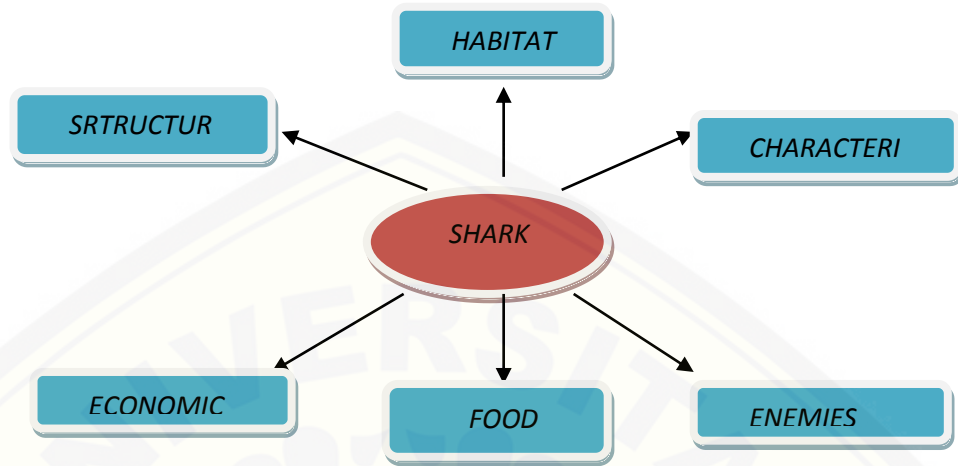 HABITAT
SRTRUCTUR
CHARACTERI
SHARK
ECONOMIC
FOOD
ENEMIES